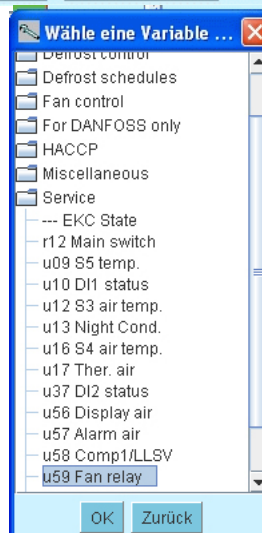 Wähle eine Variable ...
Defrost control
Defrost schedules
Fan control
For DANFOSS only
HACCP
Miscellaneous
Service
--- EKC State
r12 Main switch
u09 S5 temp.
u10 DI1 status
u12 S3 air temp.
u13 Night Cond.
u16 S4 air temp.
u17 Ther. air
u37 DI2 status
u56 Display air
u57 Alarm air
u58 Comp1/LLSV
u59 Fan relay
OK Zurück